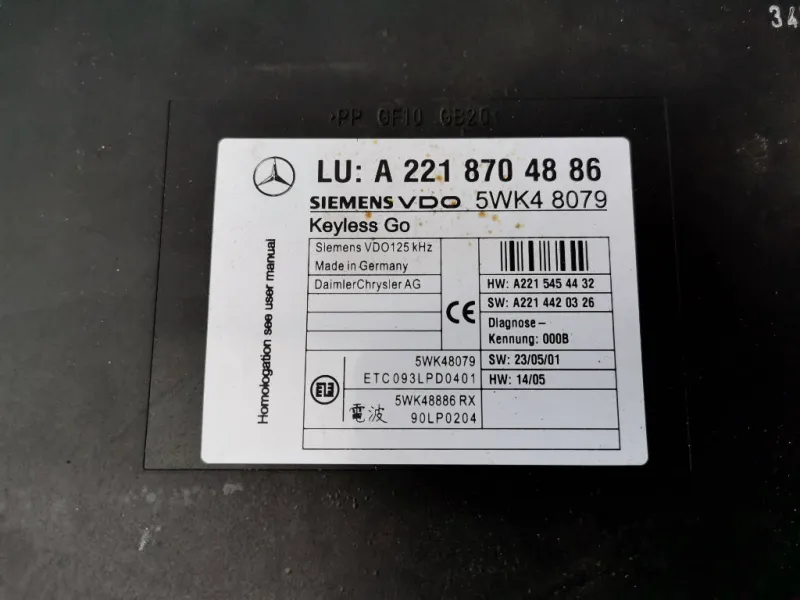 34
>PP GF10 GB20
LU: A 221 870 48 86
SIEMENS VDO 5WK4 8079
Keyless Go
Siemens VDO125 kHz
Made in Germany
DaimlerChrysler AG
CE
HW: A221 545 44 32
SW: A221 442 03 26
Diagnose-
Kennung: 000B
SW: 23/05/01
HW: 14/05
5WK48079
ETC093LPD0401
5WK48886 RX
電波 90LP0204
Homologation see user manual